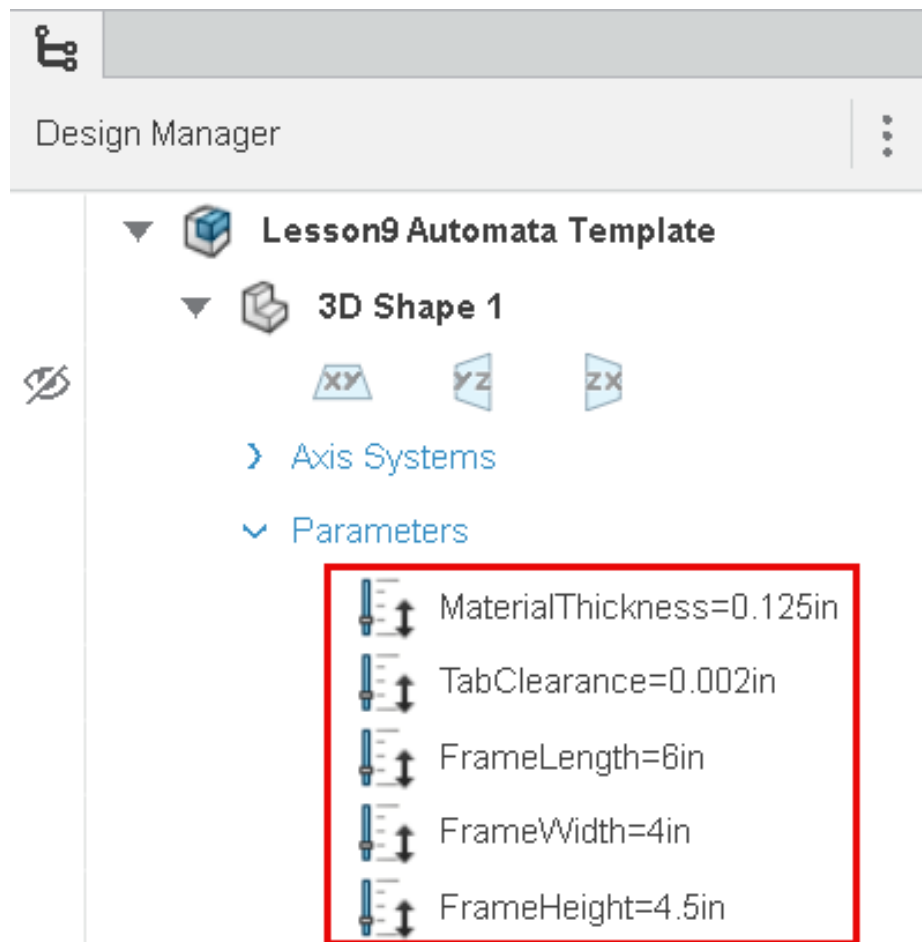 Design Manager
Lesson9 Automata Template
3D Shape 1
XY YZ ZX
Axis Systems
Parameters
MaterialThickness=0.125in
TabClearance=0.002in
FrameLength=6in
FrameWidth=4in
FrameHeight=4.5in